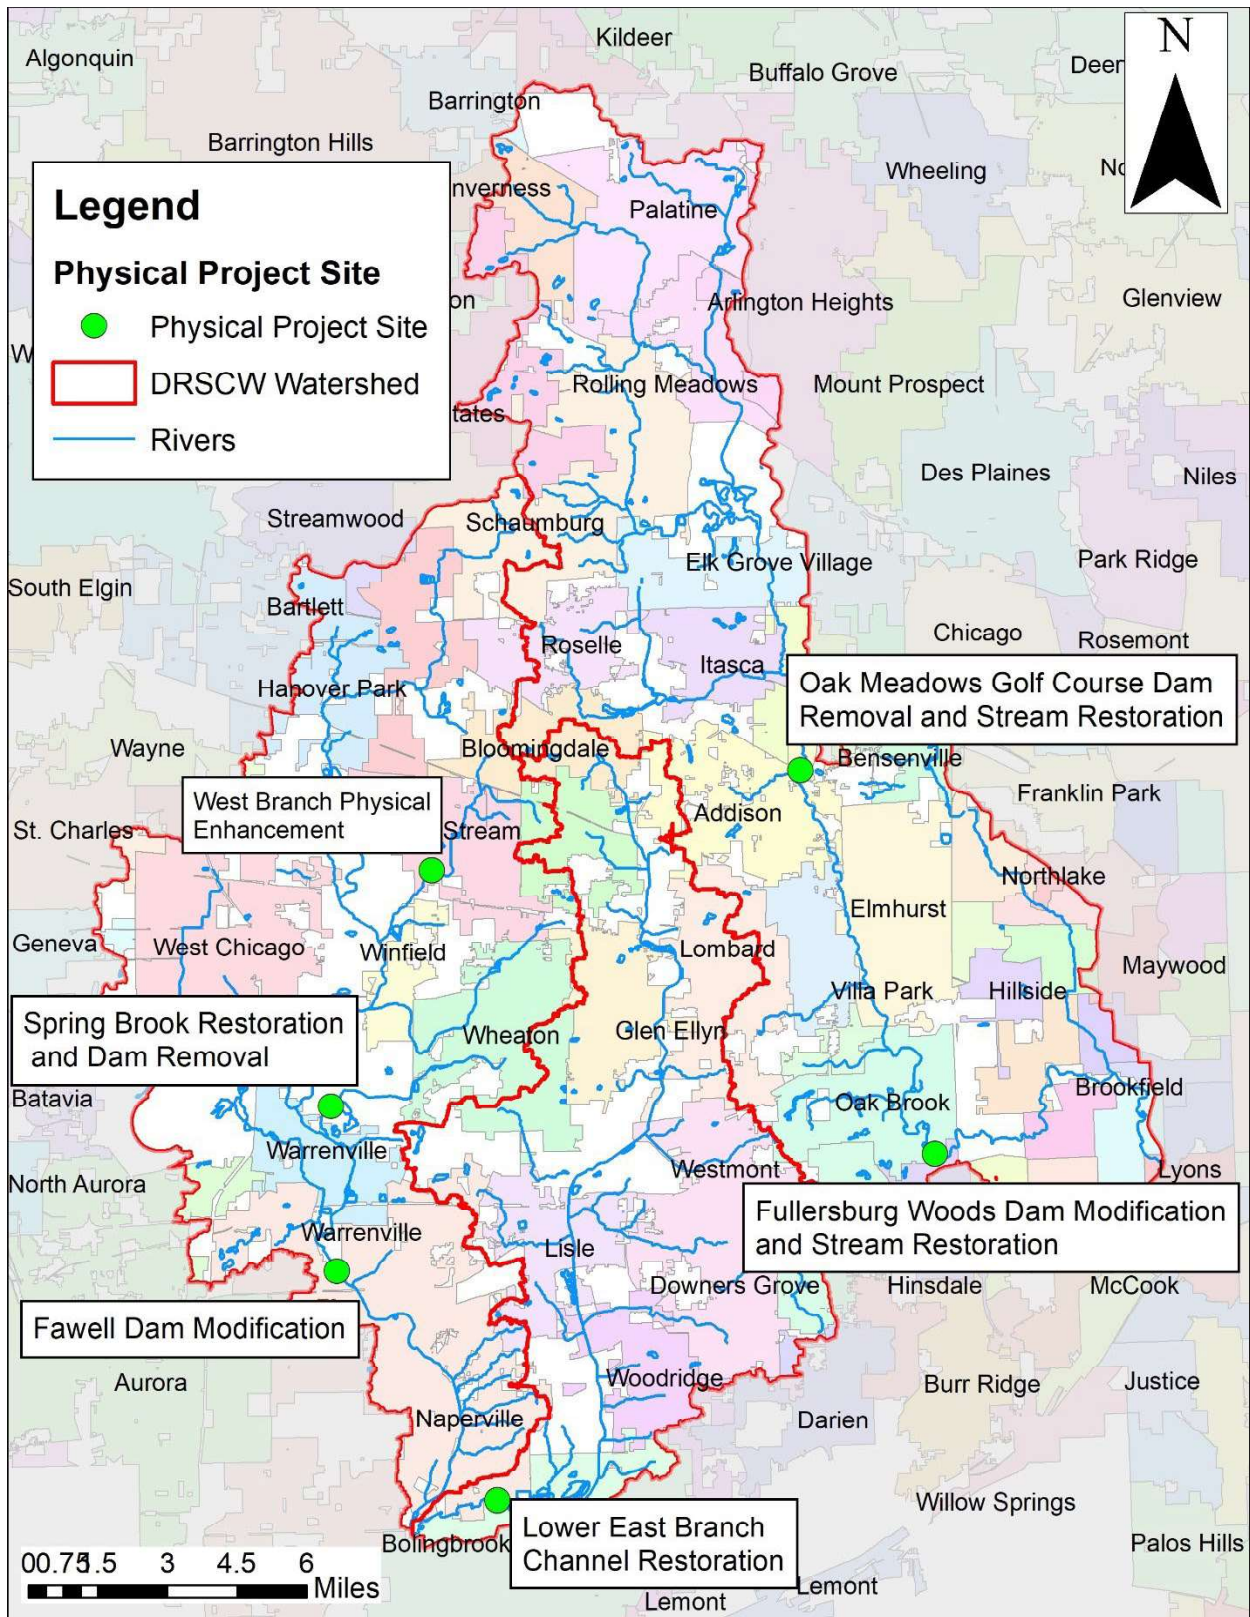 Kildeer
Algonquin
Buffalo Grove
Deer
N
Barrington
Barrington Hills
Wheeling
No
Legend
nverness
Palatine
Physical Project Site
Physical Project Site
on
Arlington Heights
Glenview
W
DRSCW Watershed
Rolling Meadows
Mount Prospect
tates
Rivers
Des Plaines
Niles
Streamwood
Schaumburg
Elk Grove Village
Park Ridge
South Elgin
Bartlett
Chicago
Rosemont
Roselle
Itasca
Hanover Park
Oak Meadows Golf Course Dam
Removal and Stream Restoration
Wayne
Bloomingdale
Bensenville
West Branch Physical
Enhancement
Franklin Park
St. Charles
Stream
Addison
Northlake
Elmhurst
Geneva
West Chicago
Winfield
Lombard
Maywood
Villa Park
Hillside
Spring Brook Restoration
and Dam Removal
Wheaton
Glen Ellyn
Batavia
Oak Brook
Brookfield
Warrenville
Westmont
Lyons
North Aurora
Fullersburg Woods Dam Modification
and Stream Restoration
Warrenville
Lisle
Downers Grove
Hinsdale
McCook
Fawell Dam Modification
Aurora
Woodridge
Burr Ridge
Justice
Naperville
Darien
Willow Springs
Lower East Branch
Channel Restoration
Bolingbrook
Palos Hills
00.751.5 3 4.5 6
Miles
Lemont
Lemont